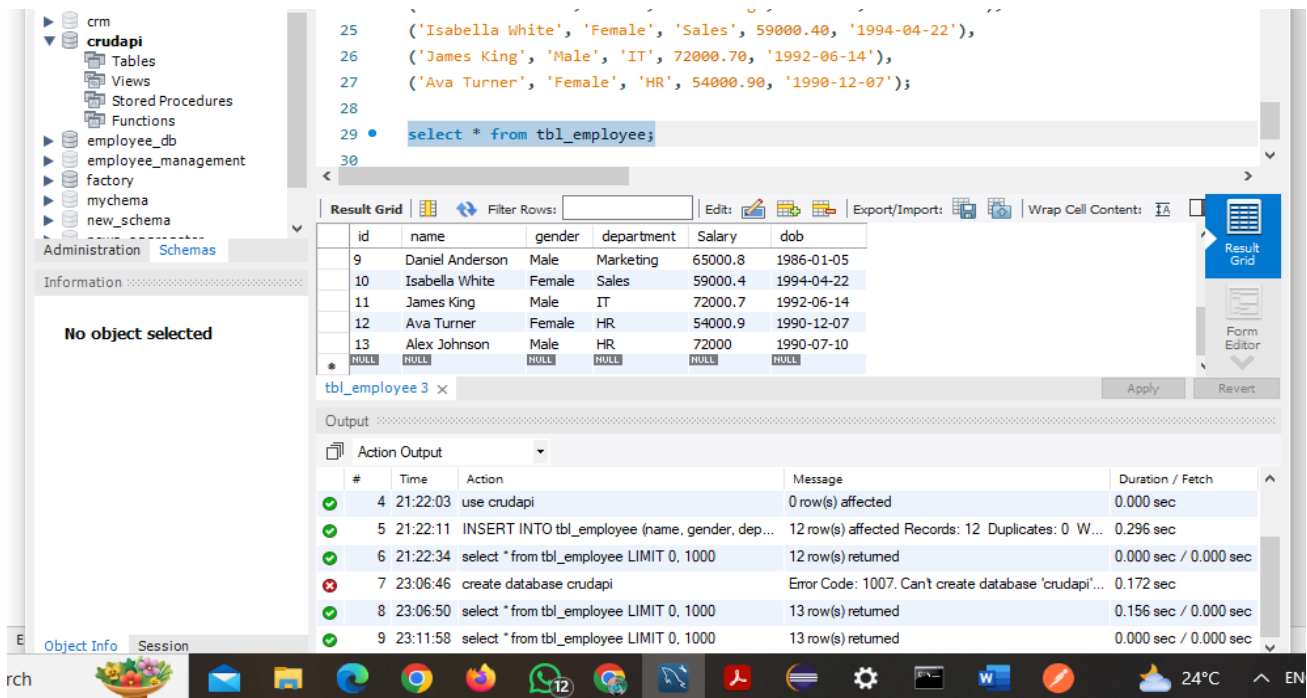 crm
crudapi
Tables
Views
Stored Procedures
Functions
employee_db
employee_management
factory
mychema
new_schema
Administration Schemas
Information
No object selected
Object Info Session
25 ('Isabella White', 'Female', 'Sales', 59000.40, '1994-04-22'),
26 ('James King', 'Male', 'IT', 72000.70, '1992-06-14'),
27 ('Ava Turner', 'Female', 'HR', 54000.90, '1990-12-07');
28
29 select * from tbl_employee;
30
Result Grid Filter Rows: Edit: Export/Import: Wrap Cell Content: IA
id name gender department Salary dob
9 Daniel Anderson Male Marketing 65000.8 1986-01-05
10 Isabella White Female Sales 59000.4 1994-04-22
11 James King Male IT 72000.7 1992-06-14
12 Ava Turner Female HR 54000.9 1990-12-07
13 Alex Johnson Male HR 72000 1990-07-10
NULL NULL NULL NULL NULL NULL
Result
Grid
Form
Editor
tbl_employee 3 Apply Revert
Output
Action Output
# Time Action Message Duration / Fetch
4 21:22:03 use crudapi 0 row(s) affected 0.000 sec
5 21:22:11 INSERT INTO tbl_employee (name, gender, dep... 12 row(s) affected Records: 12 Duplicates: 0 W... 0.296 sec
6 21:22:34 select * from tbl_employee LIMIT 0, 1000 12 row(s) returned 0.000 sec / 0.000 sec
7 23:06:46 create database crudapi Error Code: 1007. Can't create database 'crudapi'... 0.172 sec
8 23:06:50 select * from tbl_employee LIMIT 0, 1000 13 row(s) returned 0.156 sec / 0.000 sec
9 23:11:58 select * from tbl_employee LIMIT 0, 1000 13 row(s) returned 0.000 sec / 0.000 sec
E
rch 12 W 24°C EN